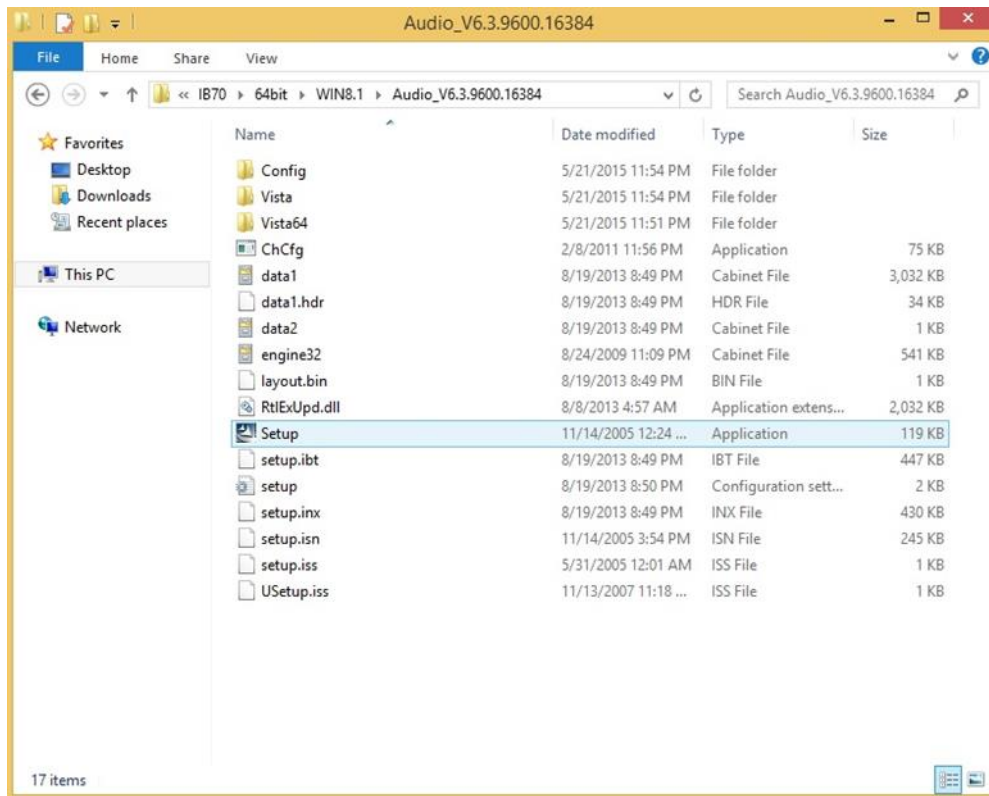 Audio_V6.3.9600.16384
File Home Share View
« IB70 64bit WIN8.1 Audio_V6.3.9600.16384 Search Audio_V6.3.9600.16384
Favorites
Desktop
Downloads
Recent places
This PC
Network
Name Date modified Type Size
Config 5/21/2015 11:54 PM File folder
Vista 5/21/2015 11:54 PM File folder
Vista64 5/21/2015 11:51 PM File folder
ChCfg 2/8/2011 11:56 PM Application 75 KB
data1 8/19/2013 8:49 PM Cabinet File 3,032 KB
data1.hdr 8/19/2013 8:49 PM HDR File 34 KB
data2 8/19/2013 8:49 PM Cabinet File 1 KB
engine32 8/24/2009 11:09 PM Cabinet File 541 KB
layout.bin 8/19/2013 8:49 PM BIN File 1 KB
RtlExUpd.dll 8/8/2013 4:57 AM Application extens... 2,032 KB
Setup 11/14/2005 12:24 ... Application 119 KB
setup.ibt 8/19/2013 8:49 PM IBT File 447 KB
setup 8/19/2013 8:50 PM Configuration sett... 2 KB
setup.inx 8/19/2013 8:49 PM INX File 430 KB
setup.isn 11/14/2005 3:54 PM ISN File 245 KB
setup.iss 5/31/2005 12:01 AM ISS File 1 KB
USetup.iss 11/13/2007 11:18 ... ISS File 1 KB
17 items